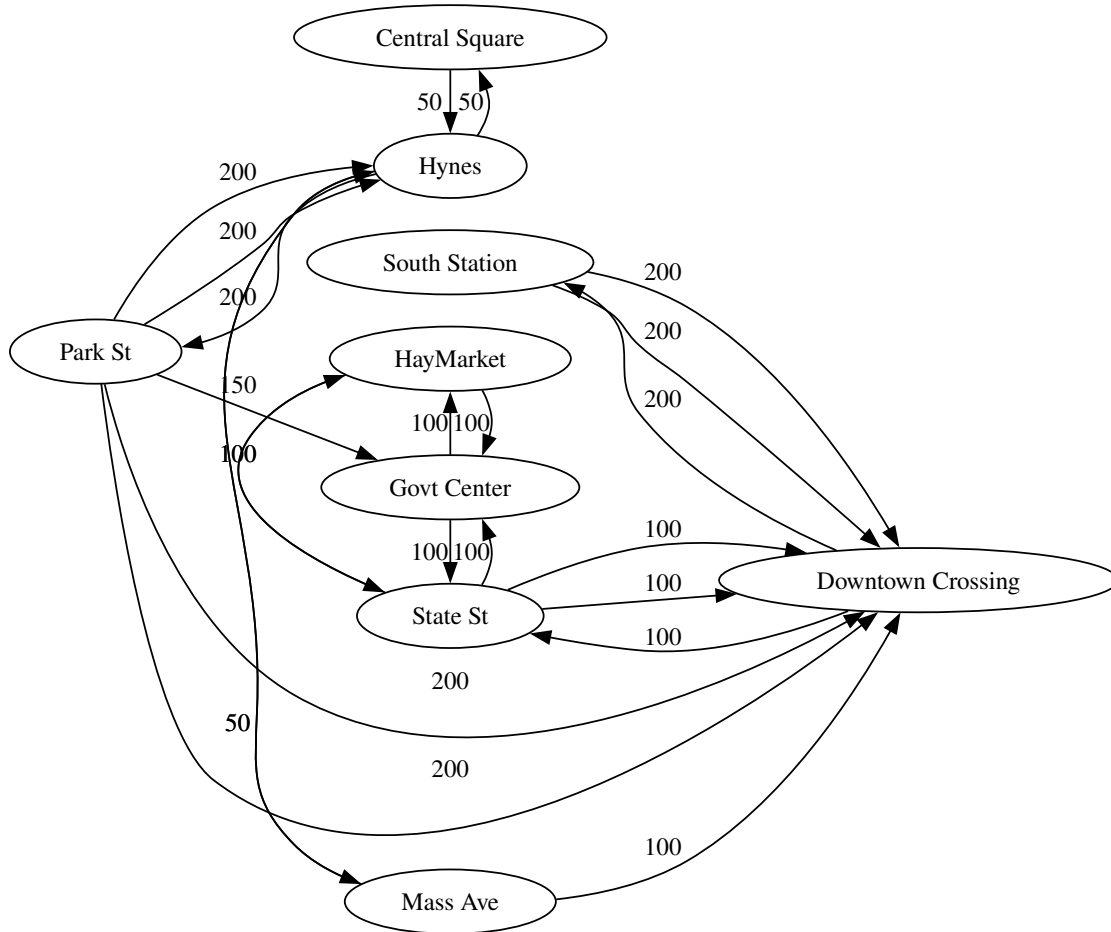 Central Square
50 50
Hynes
200
200
South Station
200
200
200
Park St
HayMarket
150
200
100 100
100
Govt Center
100 100
100
Downtown Crossing
100
State St
100
200
50
200
100
Mass Ave